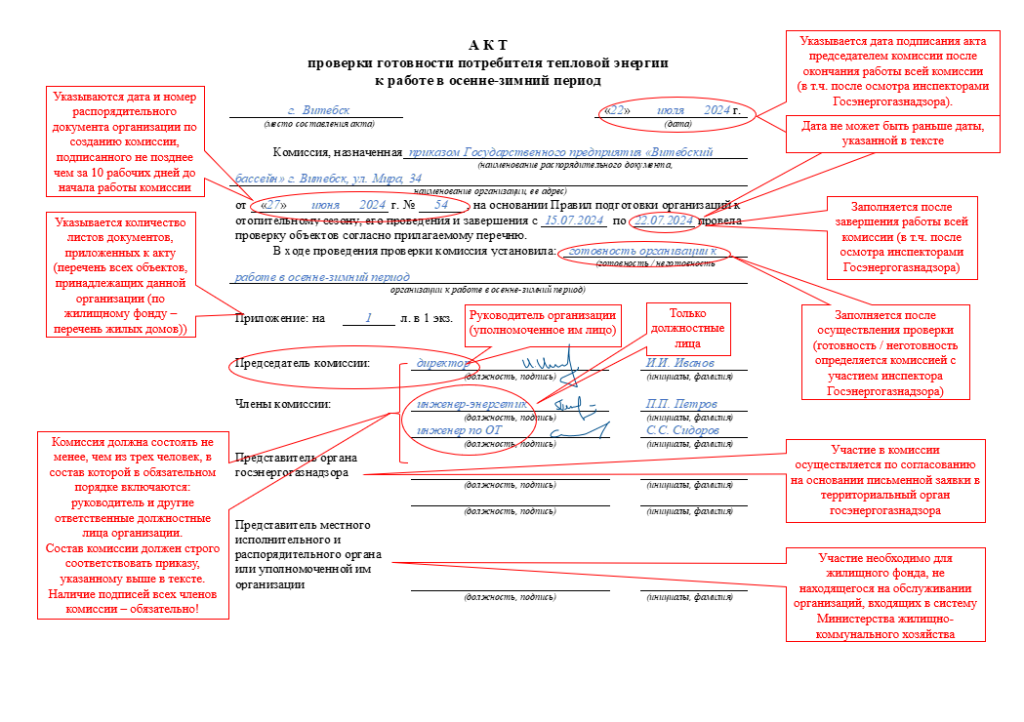 А К Т
проверки готовности потребителя тепловой энергии
к работе в осенне-зимний период
г. Витебск
«22» июля 2024 г.
(место составления акта)
(дата)
Комиссия, назначенная приказом Государственного предприятия «Витебский
(наименование распорядительного документа,
бассейн» г. Витебск, ул. Мира, 34
наименование организации, ее адрес)
от «27» июня 2024 г. № 54, на основании Правил подготовки организаций к
отопительному сезону, его проведения и завершения с 15.07.2024 по 22.07.2024 провела
проверку объектов согласно прилагаемому перечню.
В ходе проведения проверки комиссия установила: готовность организации к
(готовность / неготовность
работе в осенне-зимний период
организации к работе в осенне-зимний период)
Приложение: на 1 л. в 1 экз.
Председатель комиссии: директор И.И. Иванов
(должность, подпись) (инициалы, фамилия)
Члены комиссии: инженер-энергетик П.П. Петров
(должность, подпись) (инициалы, фамилия)
инженер по ОТ С.С. Сидоров
(должность, подпись) (инициалы, фамилия)
Представитель органа
госэнергогазнадзора
(должность, подпись) (инициалы, фамилия)
(должность, подпись) (инициалы, фамилия)
Представитель местного
исполнительного и
распорядительного органа
или уполномоченной им
организации
(должность, подпись) (инициалы, фамилия)
Указываются дата и номер
распорядительного
документа организации по
созданию комиссии,
подписанного не позднее
чем за 10 рабочих дней до
начала работы комиссии
Указывается количество
листов документов,
приложенных к акту
(перечень всех объектов,
принадлежащих данной
организации (по
жилищному фонду –
перечень жилых домов))
Комиссия должна состоять не
менее, чем из трех человек, в
состав которой в обязательном
порядке включаются:
руководитель и другие
ответственные должностные
лица организации.
Состав комиссии должен строго
соответствовать приказу,
указанному выше в тексте.
Наличие подписей всех членов
комиссии – обязательно!
Руководитель организации
(уполномоченное им лицо)
Только
должностные
лица
Указывается дата подписания акта
председателем комиссии после
окончания работы всей комиссии
(в т.ч. после осмотра инспекторами
Госэнергогазнадзора).
Дата не может быть раньше даты,
указанной в тексте
Заполняется после
завершения работы всей
комиссии (в т.ч. после
осмотра инспекторами
Госэнергогазнадзора)
Заполняется после
осуществления проверки
(готовность / неготовность
определяется комиссией с
участием инспектора
Госэнергогазнадзора)
Участие в комиссии
осуществляется по согласованию
на основании письменной заявки в
территориальный орган
госэнергогазнадзора
Участие необходимо для
жилищного фонда, не
находящегося на обслуживании
организаций, входящих в систему
Министерства жилищно-
коммунального хозяйства